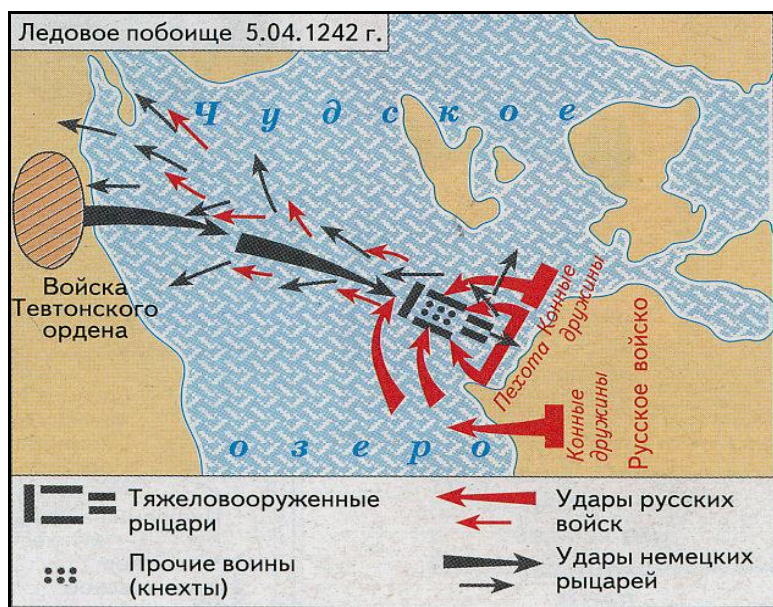 Ледовое побоище 5.04.1242 г.
Чудское
озеро
Войска
Тевтонского
ордена
Конные
дружины
Пехота
Конные
дружины
Русское войско
Тяжеловооруженные
рыцари
Прочие воины
(кнехты)
Удары русских
войск
Удары немецких
рыцарей